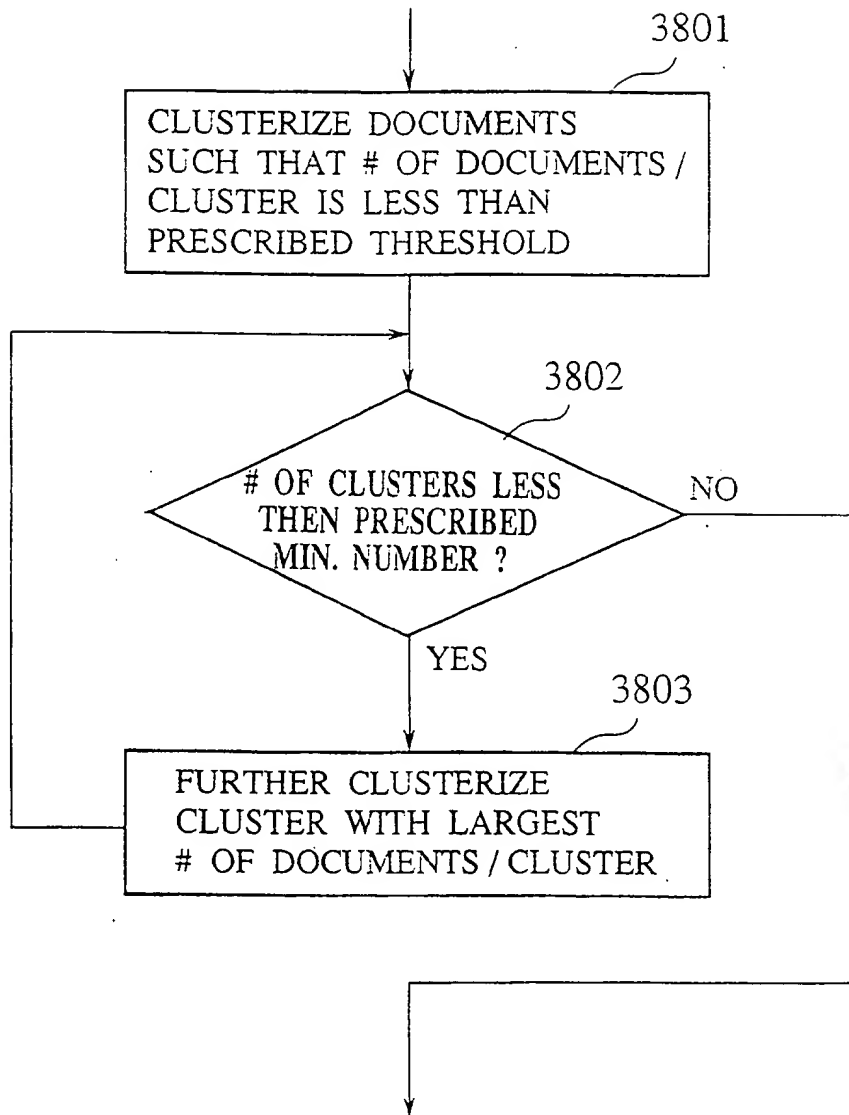 3801
CLUSTERIZE DOCUMENTS
SUCH THAT # OF DOCUMENTS /
CLUSTER IS LESS THAN
PRESCRIBED THRESHOLD
3802
# OF CLUSTERS LESS
THEN PRESCRIBED
MIN. NUMBER ?
NO
YES
3803
FURTHER CLUSTERIZE
CLUSTER WITH LARGEST
# OF DOCUMENTS / CLUSTER